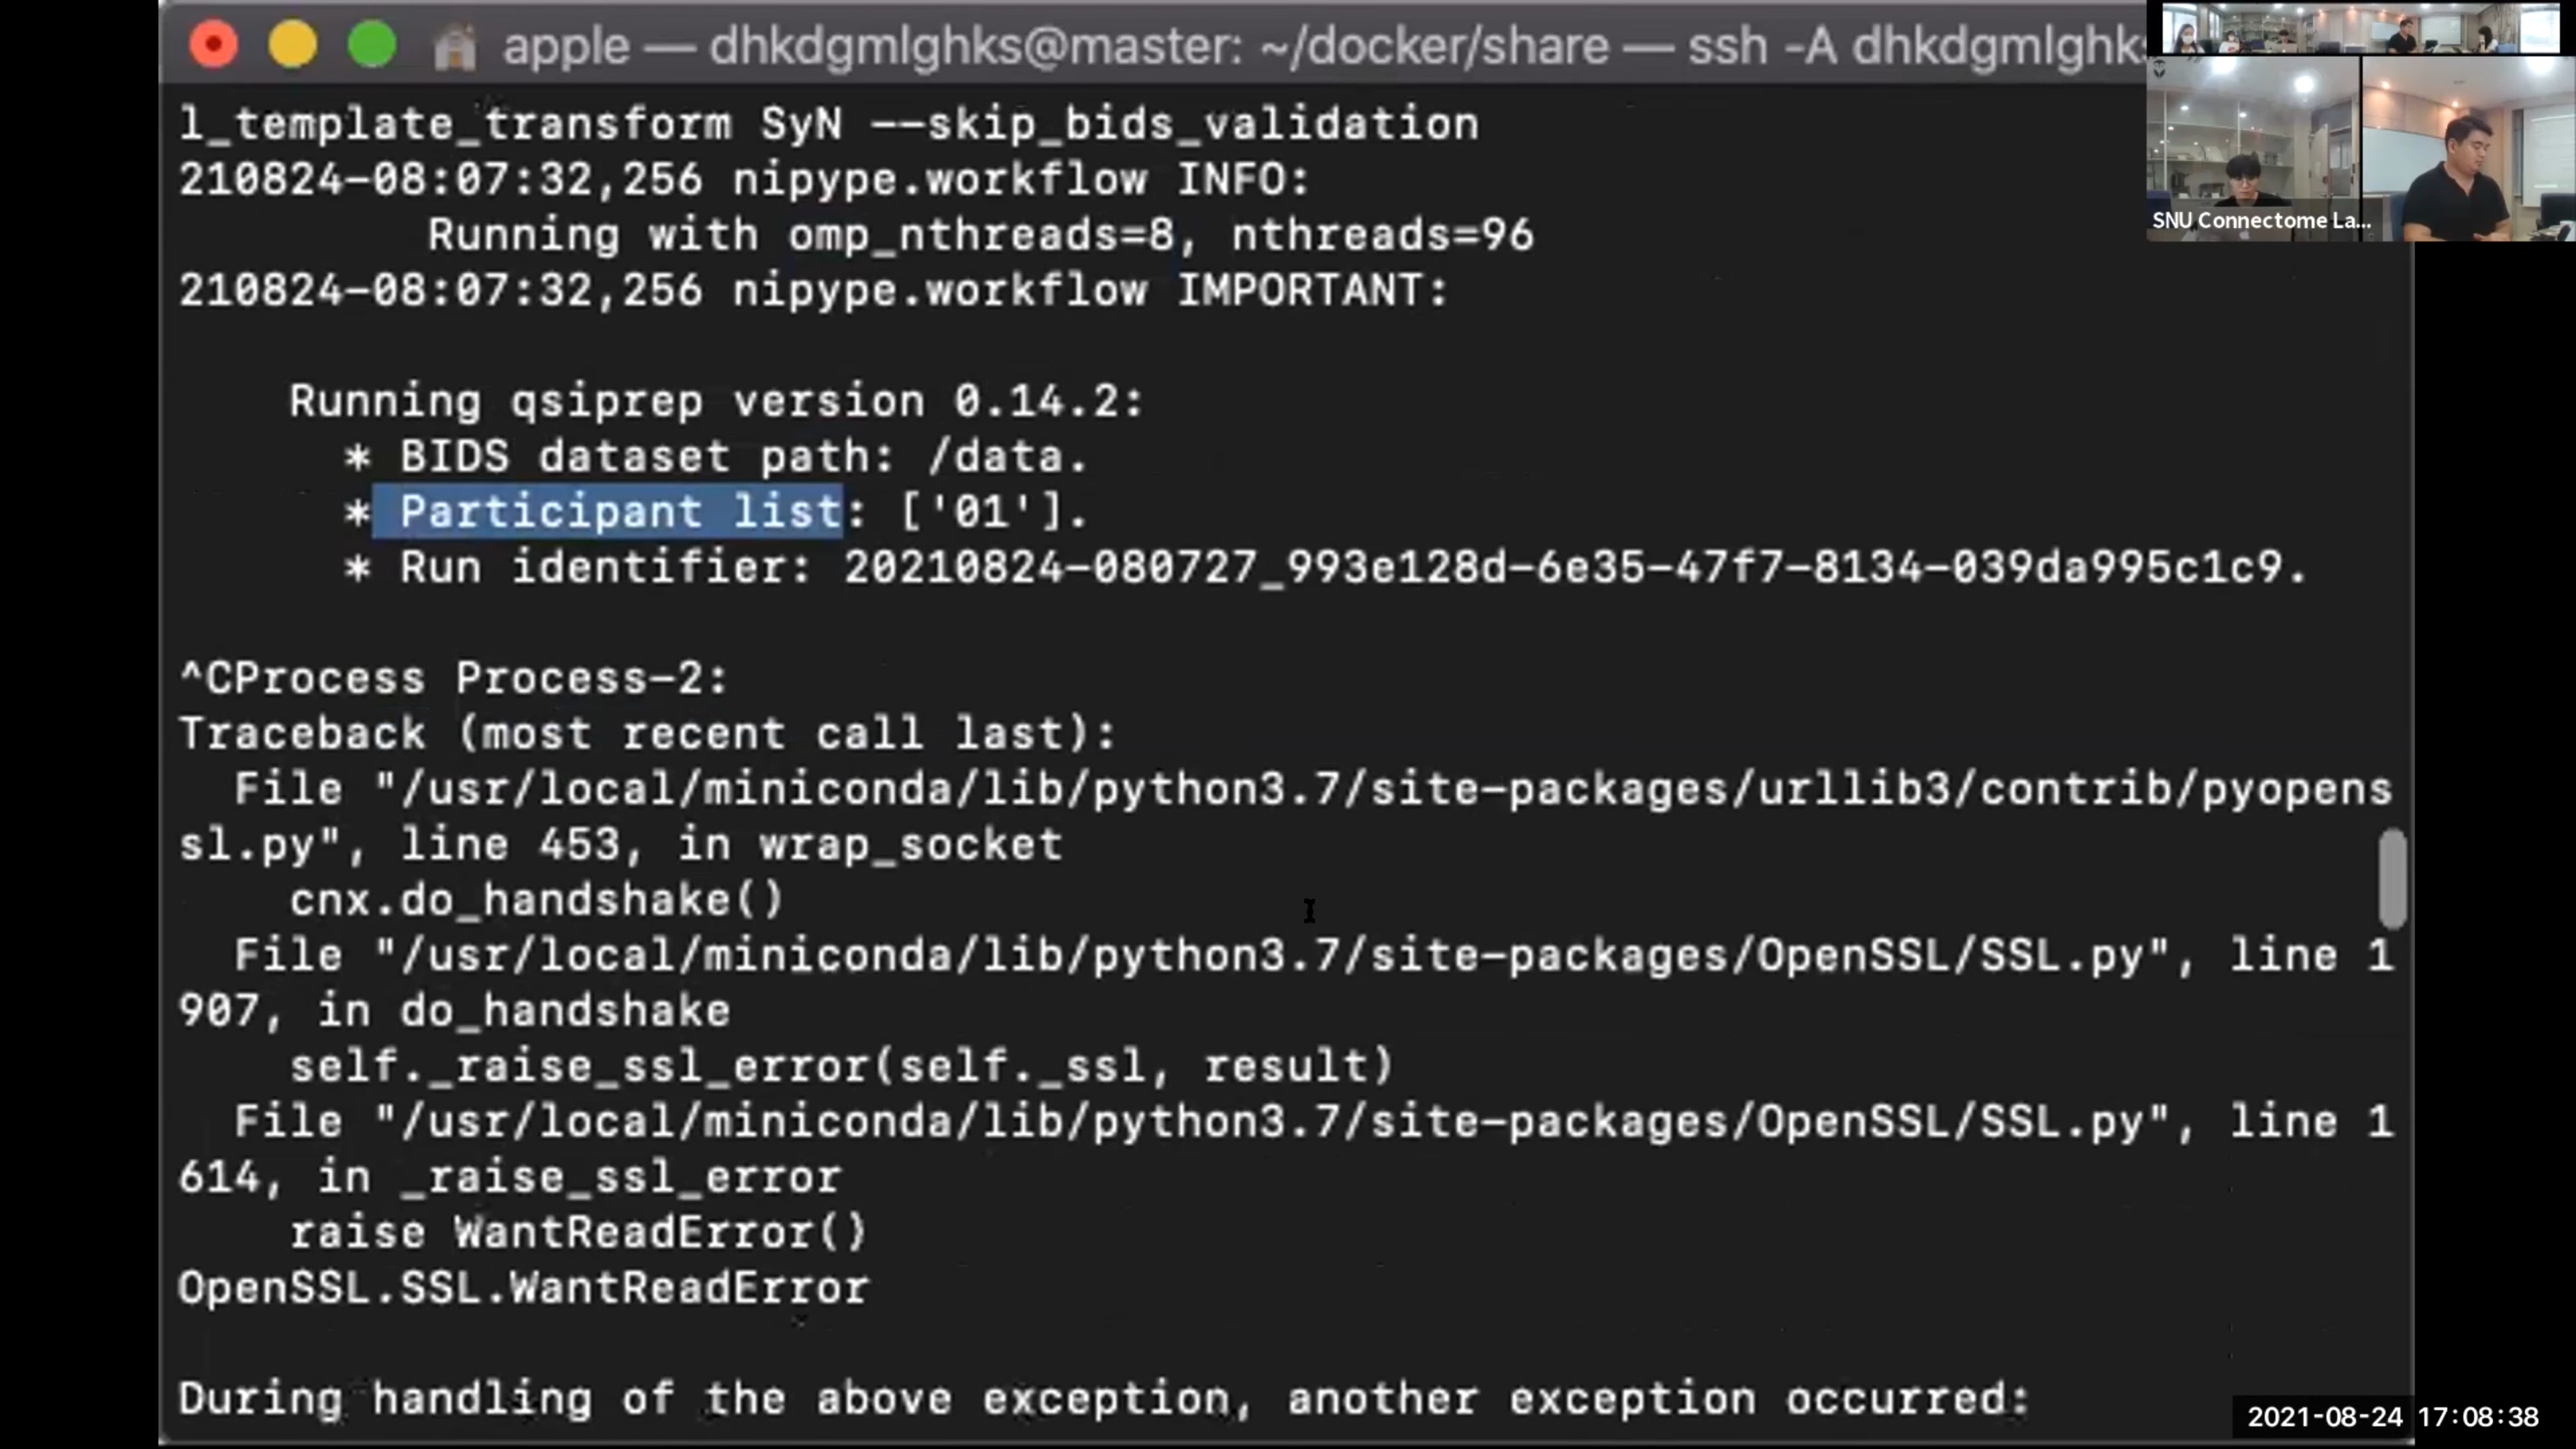 apple — dhkdgmlghks@master: ~/docker/share — ssh -A dhkdgmlghks
l_template_transform SyN --skip_bids_validation
210824-08:07:32,256 nipype.workflow INFO:
Running with omp_nthreads=8, nthreads=96
210824-08:07:32,256 nipype.workflow IMPORTANT:
Running qsiprep version 0.14.2:
* BIDS dataset path: /data.
* Participant list: ['01'].
* Run identifier: 20210824-080727_993e128d-6e35-47f7-8134-039da995c1c9.
^CProcess Process-2:
Traceback (most recent call last):
File "/usr/local/miniconda/lib/python3.7/site-packages/urllib3/contrib/pyopens
sl.py", line 453, in wrap_socket
cnx.do_handshake()
File "/usr/local/miniconda/lib/python3.7/site-packages/OpenSSL/SSL.py", line 1
907, in do_handshake
self._raise_ssl_error(self._ssl, result)
File "/usr/local/miniconda/lib/python3.7/site-packages/OpenSSL/SSL.py", line 1
614, in _raise_ssl_error
raise WantReadError()
OpenSSL.SSL.WantReadError
During handling of the above exception, another exception occurred:
SNU Connectome La...
2021-08-24 17:08:38